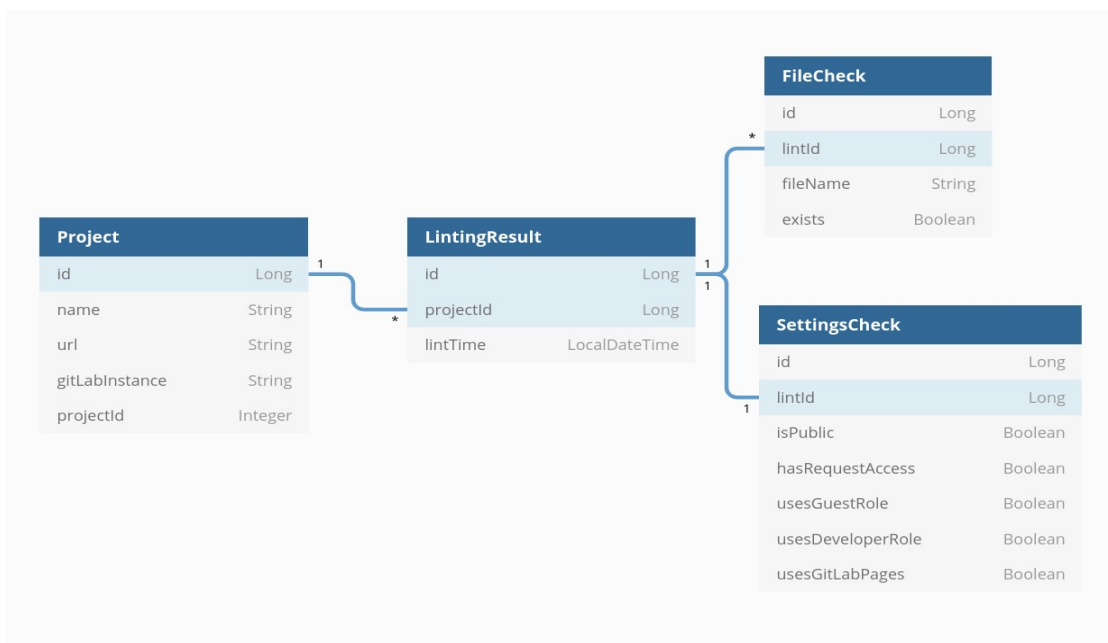 Project
id Long
name String
url String
gitLabInstance String
projectId Integer
1
*
LintingResult
id Long
projectId Long
lintTime LocalDateTime
1
1
*
1
FileCheck
id Long
lintId Long
fileName String
exists Boolean
SettingsCheck
id Long
lintId Long
isPublic Boolean
hasRequestAccess Boolean
usesGuestRole Boolean
usesDeveloperRole Boolean
usesGitLabPages Boolean